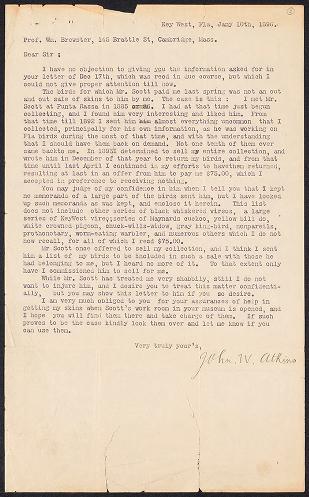 Key West, Fla, Jany 10th, 1896.
Prof. Wm. Brewster, 145 Brattle St, Cambridge, Mass.
Dear Sir ;
I have no objection to giving you the information asked for in
your letter of Dec 17th, which was read in due course, but which I
could not give proper attention till now.
The birds for which Mr. Scott paid me last spring was not an out
and out sale of skins to him by me. The case is this : I met Mr.
Scott at Punta Rassa in 1885 I had at that time just begun
collecting, and I found him very interesting and liked him. From
that time till 1892 I sent him almost everything uncommon that I
collected, principally for his own information, as he was working on
Fla birds during the most of that time, and with the understanding
that I should have them back on demand. Not one tenth of them ever
came back to me. In 1892 I determined to sell my entire collection, and
wrote him in December of that year to return my birds, and from that
time until last April I continued in my efforts to have them returned,
resulting at last in an offer from him to pay me $75.00, which I
accepted in preference to receiving nothing.
You may judge of my confidence in him when I tell you that I kept
no memoranda of a large part of the birds sent him, but I have looked
up such memoranda as was kept, and enclose it herein. This list
does not include other series of black whiskered vireos, a large
series of Key West vireos, series of Maynards cuckoo, yellow bill do,
white crowned pigeon, chucks-wills-widow, gray king-bird, nonpareils,
prothonotary, worm-eating warbler, and numerous others which I do not
now recall, for all of which I recd $75.00.
Mr. Scott once offered to sell my collection, and I think I sent
him a list of my birds to be included in such a sale with those he
had belonging to me, but I heard no more of it. To that extent only
have I commissioned him to sell for me.
While Mr. Scott has treated me very shabbily, still I do not
want to injure him, and I desire you to treat this matter confidenti-
ally, but you may show this letter to him if you so desire.
I am very much obliged to you for your assurances of help in
getting my skins when Scott's work room in your museum is opened, and
I hope you will find them there and take charge of them. If such
proves to be the case kindly look them over and let me know if you
can use them.
Very truly your's,
John. W. Atkins